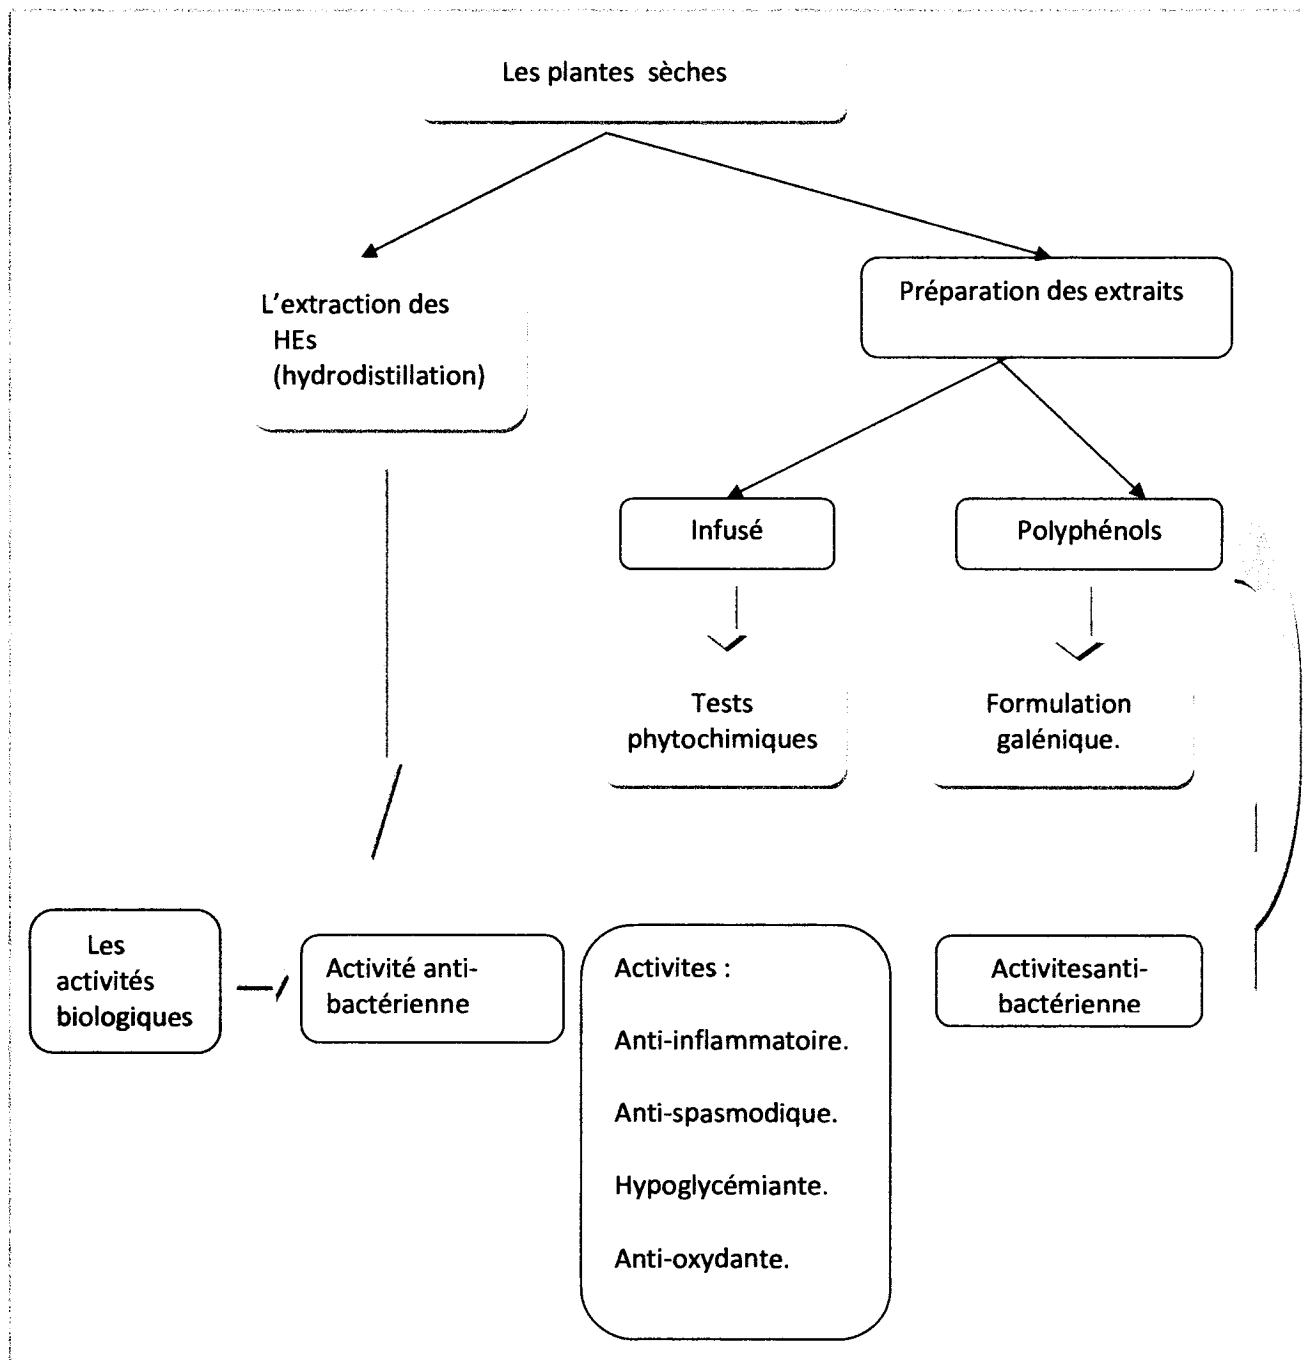 Les plantes sèches
L'extraction des
HEs
(hydrodistillation)
Préparation des extraits
Infusé
Polyphénols
Tests
phytochimiques
Formulation
galénique.
Les
activités
biologiques
Activité anti-
bactérienne
Activites :
Anti-inflammatoire.
Anti-spasmodique.
Hypoglycémiante.
Anti-oxydante.
Activitesanti-
bactérienne